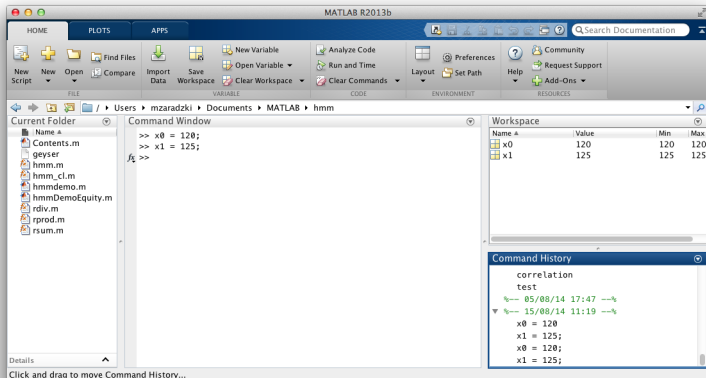 MATLAB R2013b
HOME PLOTS APPS
Search Documentation
New Script
New
Open
Find Files
Compare
Import Data
Save Workspace
New Variable
Open Variable
Clear Workspace
Analyze Code
Run and Time
Clear Commands
Layout
Preferences
Set Path
Help
Community
Request Support
Add-Ons
FILE VARIABLE CODE ENVIRONMENT RESOURCES
/ Users mzaradzki Documents MATLAB hmm
Current Folder
Name
Contents.m
geyser
hmm.m
hmm_cl.m
hmmdemo.m
hmmDemoEquity.m
rdiv.m
rprod.m
rsum.m
Details
Command Window
>> x0 = 120;
>> x1 = 125;
fx >>
Workspace
Name Value Min Max
x0 120 120 120
x1 125 125 125
Command History
correlation
test
%-- 05/08/14 17:47 --%
%-- 15/08/14 11:19 --%
x0 = 120
x1 = 125;
x0 = 120;
x1 = 125;
Click and drag to move Command History...